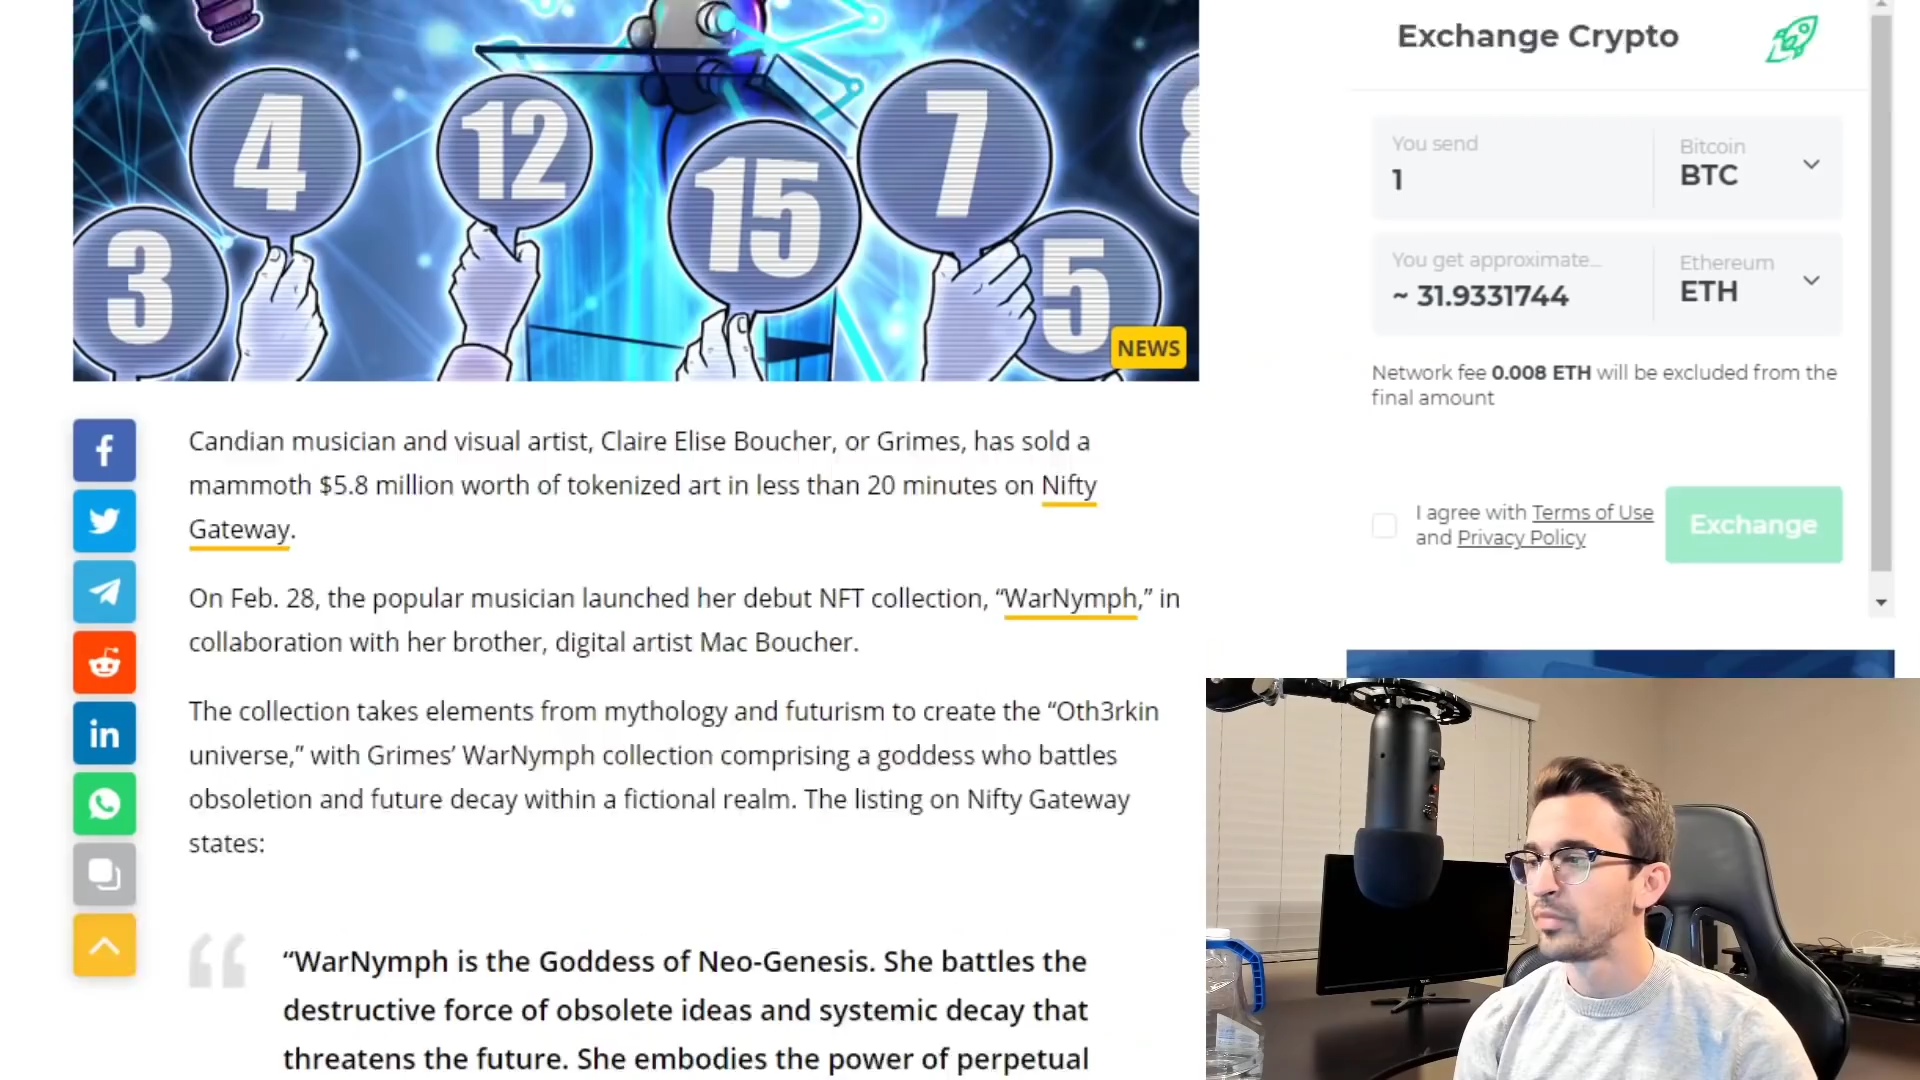 4
12
7
15
3
5
NEWS
Exchange Crypto
You send
1
Bitcoin
BTC
You get approximate...
~ 31.9331744
Ethereum
ETH
Network fee 0.008 ETH will be excluded from the
final amount
I agree with Terms of Use
and Privacy Policy
Exchange
Candian musician and visual artist, Claire Elise Boucher, or Grimes, has sold a
mammoth $5.8 million worth of tokenized art in less than 20 minutes on Nifty
Gateway.
On Feb. 28, the popular musician launched her debut NFT collection, “WarNymph,” in
collaboration with her brother, digital artist Mac Boucher.
The collection takes elements from mythology and futurism to create the “Oth3rkin
universe,” with Grimes’ WarNymph collection comprising a goddess who battles
obsoletion and future decay within a fictional realm. The listing on Nifty Gateway
states:
“WarNymph is the Goddess of Neo-Genesis. She battles the
destructive force of obsolete ideas and systemic decay that
threatens the future. She embodies the power of perpetual